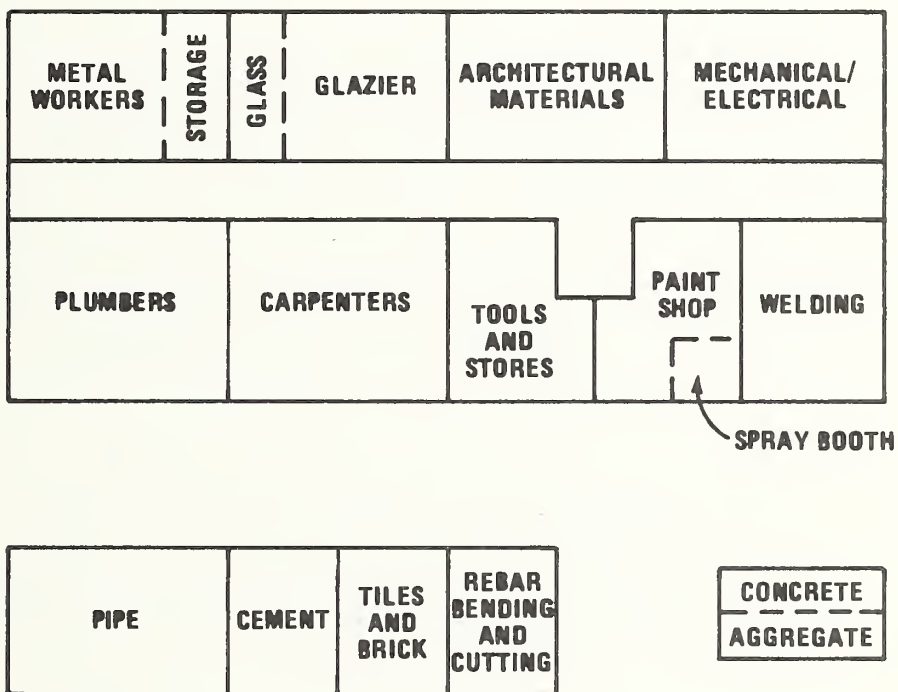 METAL
WORKERS
STORAGE
GLASS
GLAZIER
ARCHITECTURAL
MATERIALS
MECHANICAL/
ELECTRICAL
PLUMBERS
CARPENTERS
TOOLS
AND
STORES
PAINT
SHOP
WELDING
SPRAY BOOTH
PIPE
CEMENT
TILES
AND
BRICK
REBAR
BENDING
AND
CUTTING
CONCRETE
AGGREGATE